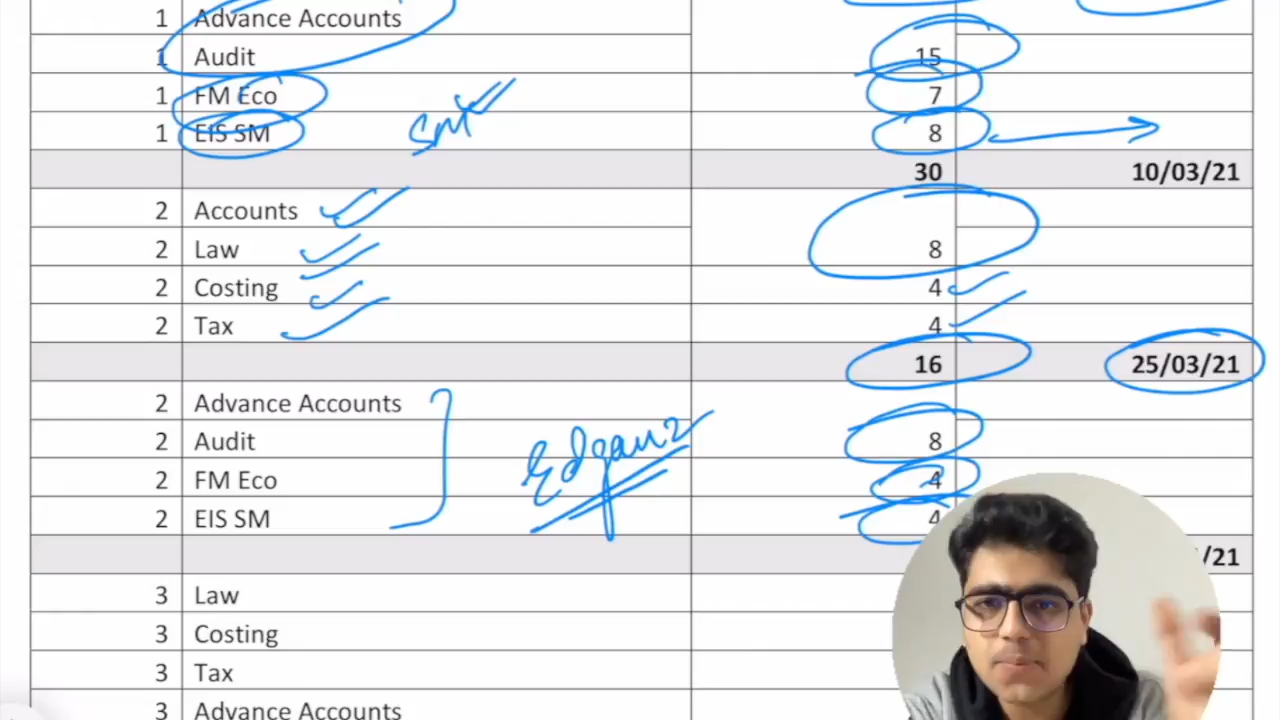 1 Advance Accounts
1 Audit 15
1 FM Eco 7
1 EIS SM 8
30 10/03/21
2 Accounts
2 Law 8
2 Costing 4
2 Tax 4
16 25/03/21
2 Advance Accounts
2 Audit 8
2 FM Eco 4
2 EIS SM 4
/21
3 Law
3 Costing
3 Tax
3 Advance Accounts